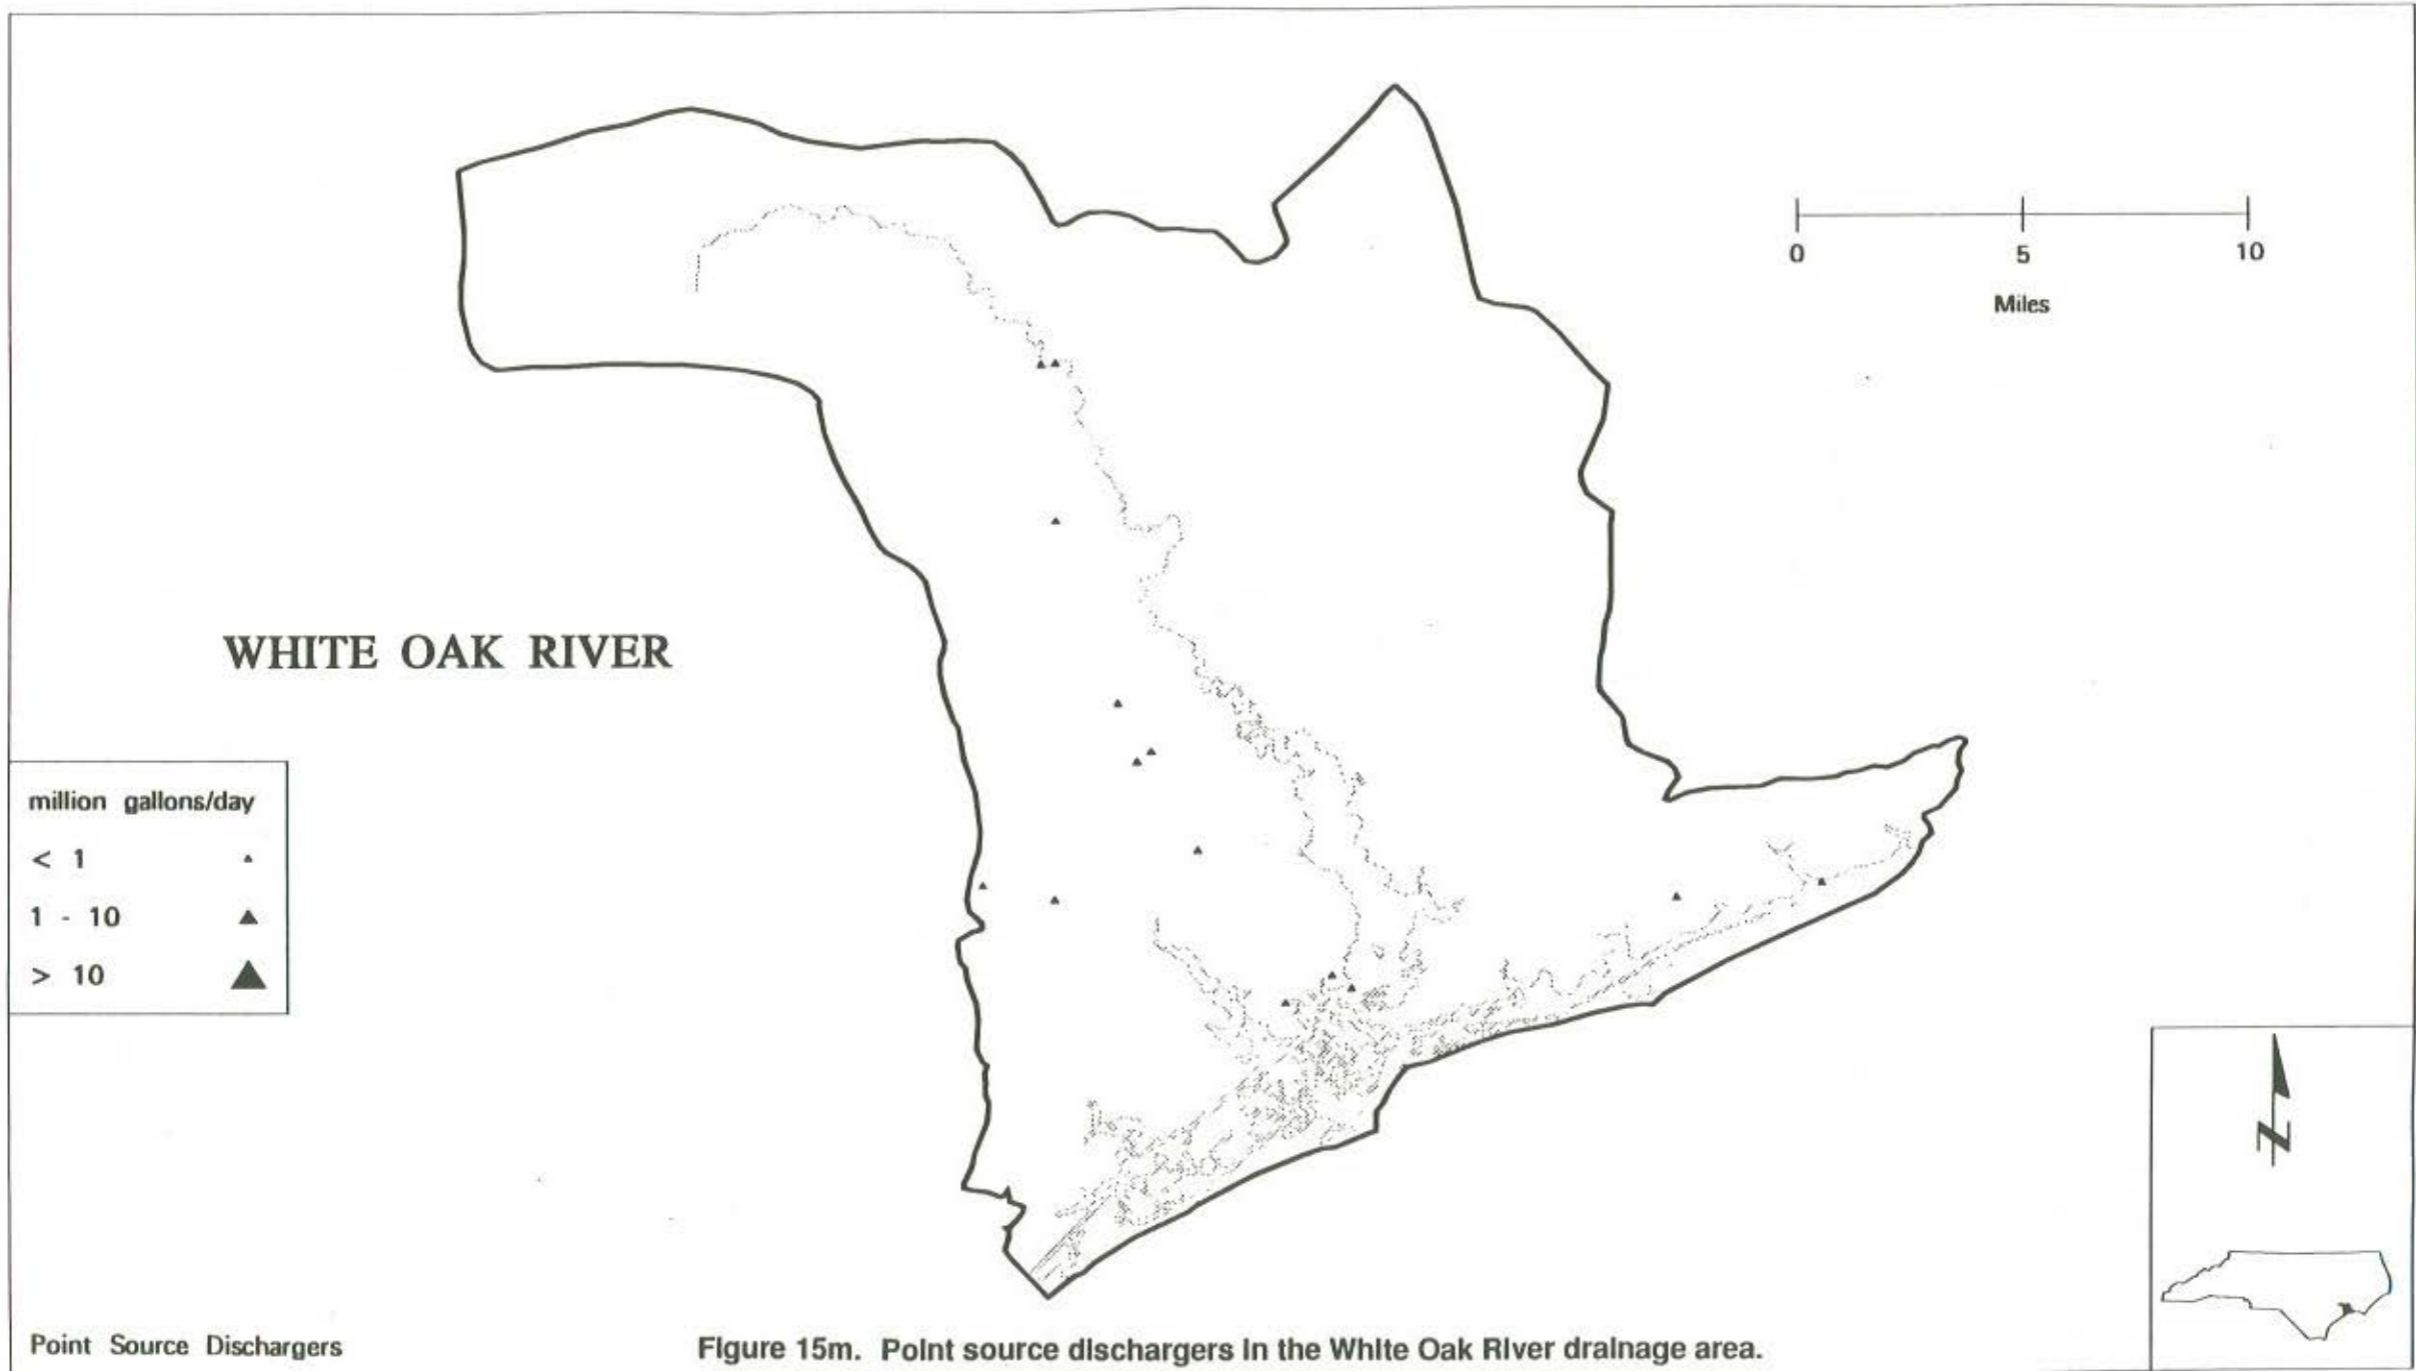 0 5 10
Miles
WHITE OAK RIVER
million gallons/day
< 1
1 - 10
> 10
N
Point Source Dischargers
Figure 15m. Point source dischargers in the White Oak River drainage area.